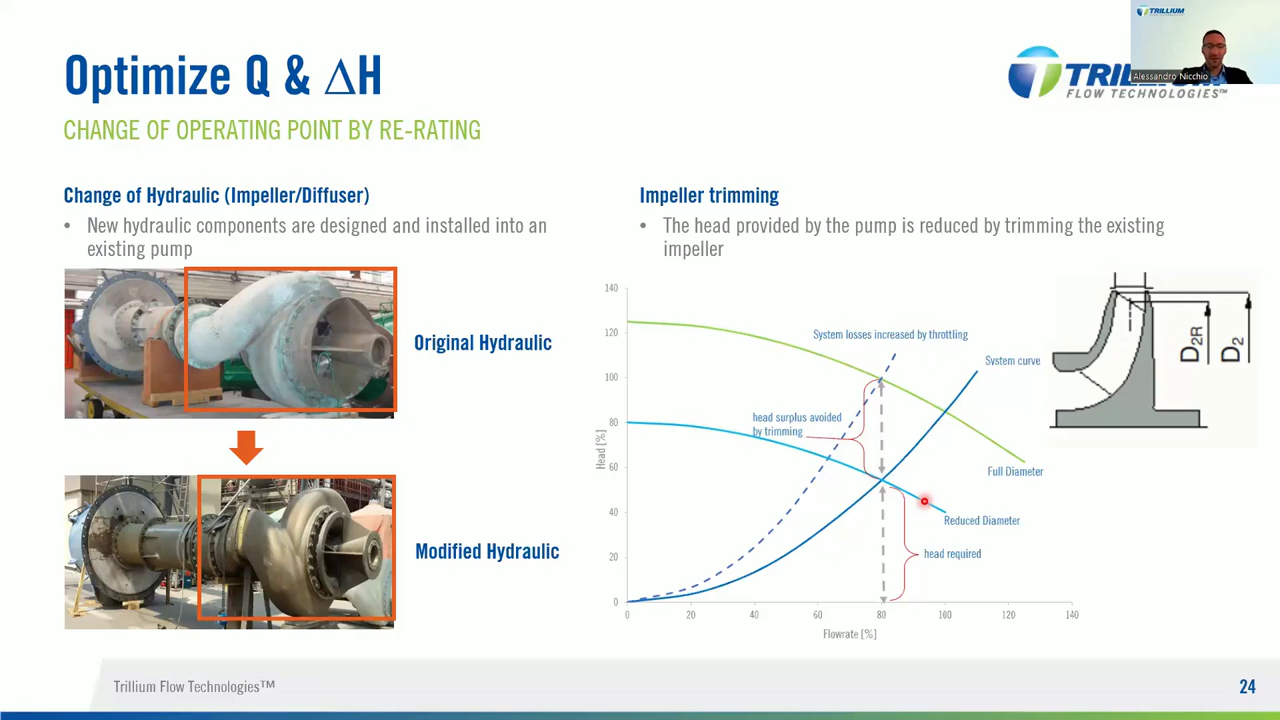 Optimize Q & ΔH
CHANGE OF OPERATING POINT BY RE-RATING
TRILLIUM
Alessandro Nicchio
FLOW TECHNOLOGIES™
Change of Hydraulic (Impeller/Diffuser)
• New hydraulic components are designed and installed into an
existing pump
Original Hydraulic
Modified Hydraulic
Impeller trimming
• The head provided by the pump is reduced by trimming the existing
impeller
140
120
100
80
60
40
20
0
Head [%]
System losses increased by throttling
System curve
head surplus avoided
by trimming
Full Diameter
Reduced Diameter
head required
0 20 40 60 80 100 120 140
Flowrate [%]
D2R
D2
Trillium Flow Technologies™
24